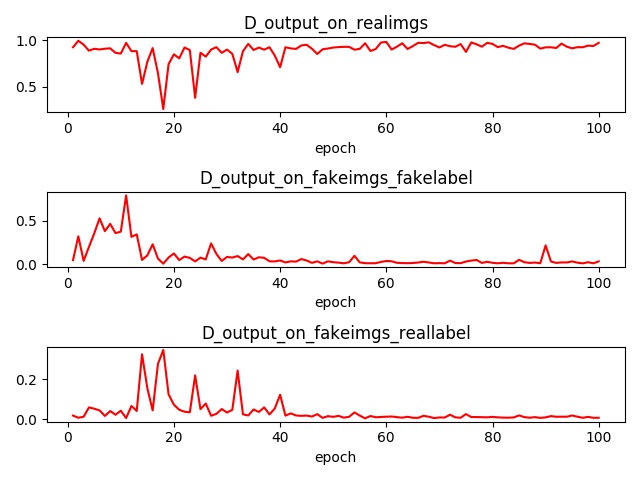 D_output_on_realimgs
1.0
0.5
0 20 40 60 80 100
epoch
D_output_on_fakeimgs_fakelabel
0.5
0.0
0 20 40 60 80 100
epoch
D_output_on_fakeimgs_reallabel
0.2
0.0
0 20 40 60 80 100
epoch